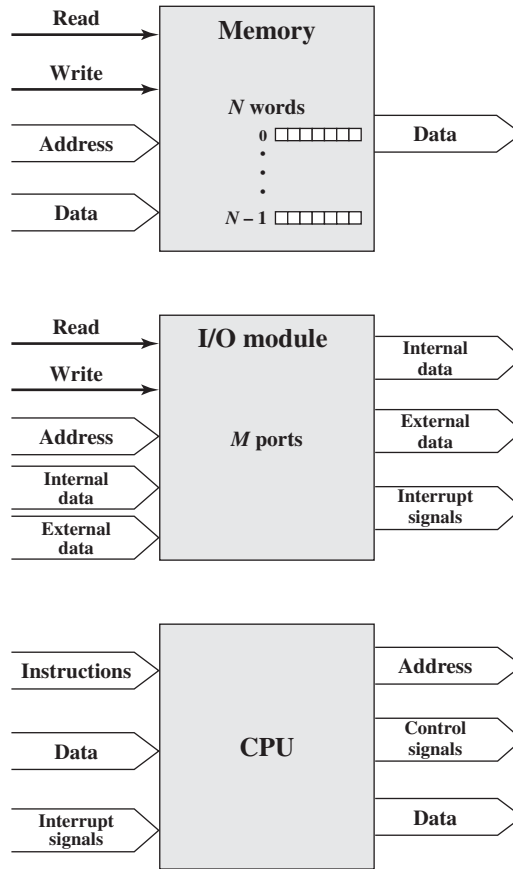 Read
Memory
Write
N words
Address
0
Data
Data
N – 1
Read
I/O module
Internal
data
Write
External
data
Address
M ports
Internal
data
Interrupt
signals
External
data
Instructions
Address
CPU
Control
signals
Data
Interrupt
signals
Data